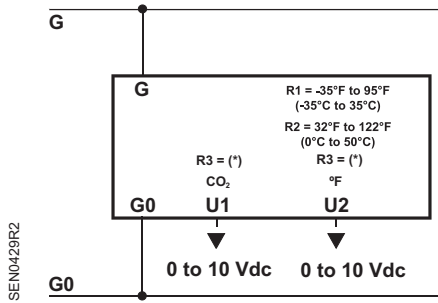 G
G
R1 = -35°F to 95°F
(-35°C to 35°C)
R2 = 32°F to 122°F
(0°C to 50°C)
R3 = (*)
R3 = (*)
CO₂
ºF
G0
U1
U2
0 to 10 Vdc
0 to 10 Vdc
G0
SEN0429R2